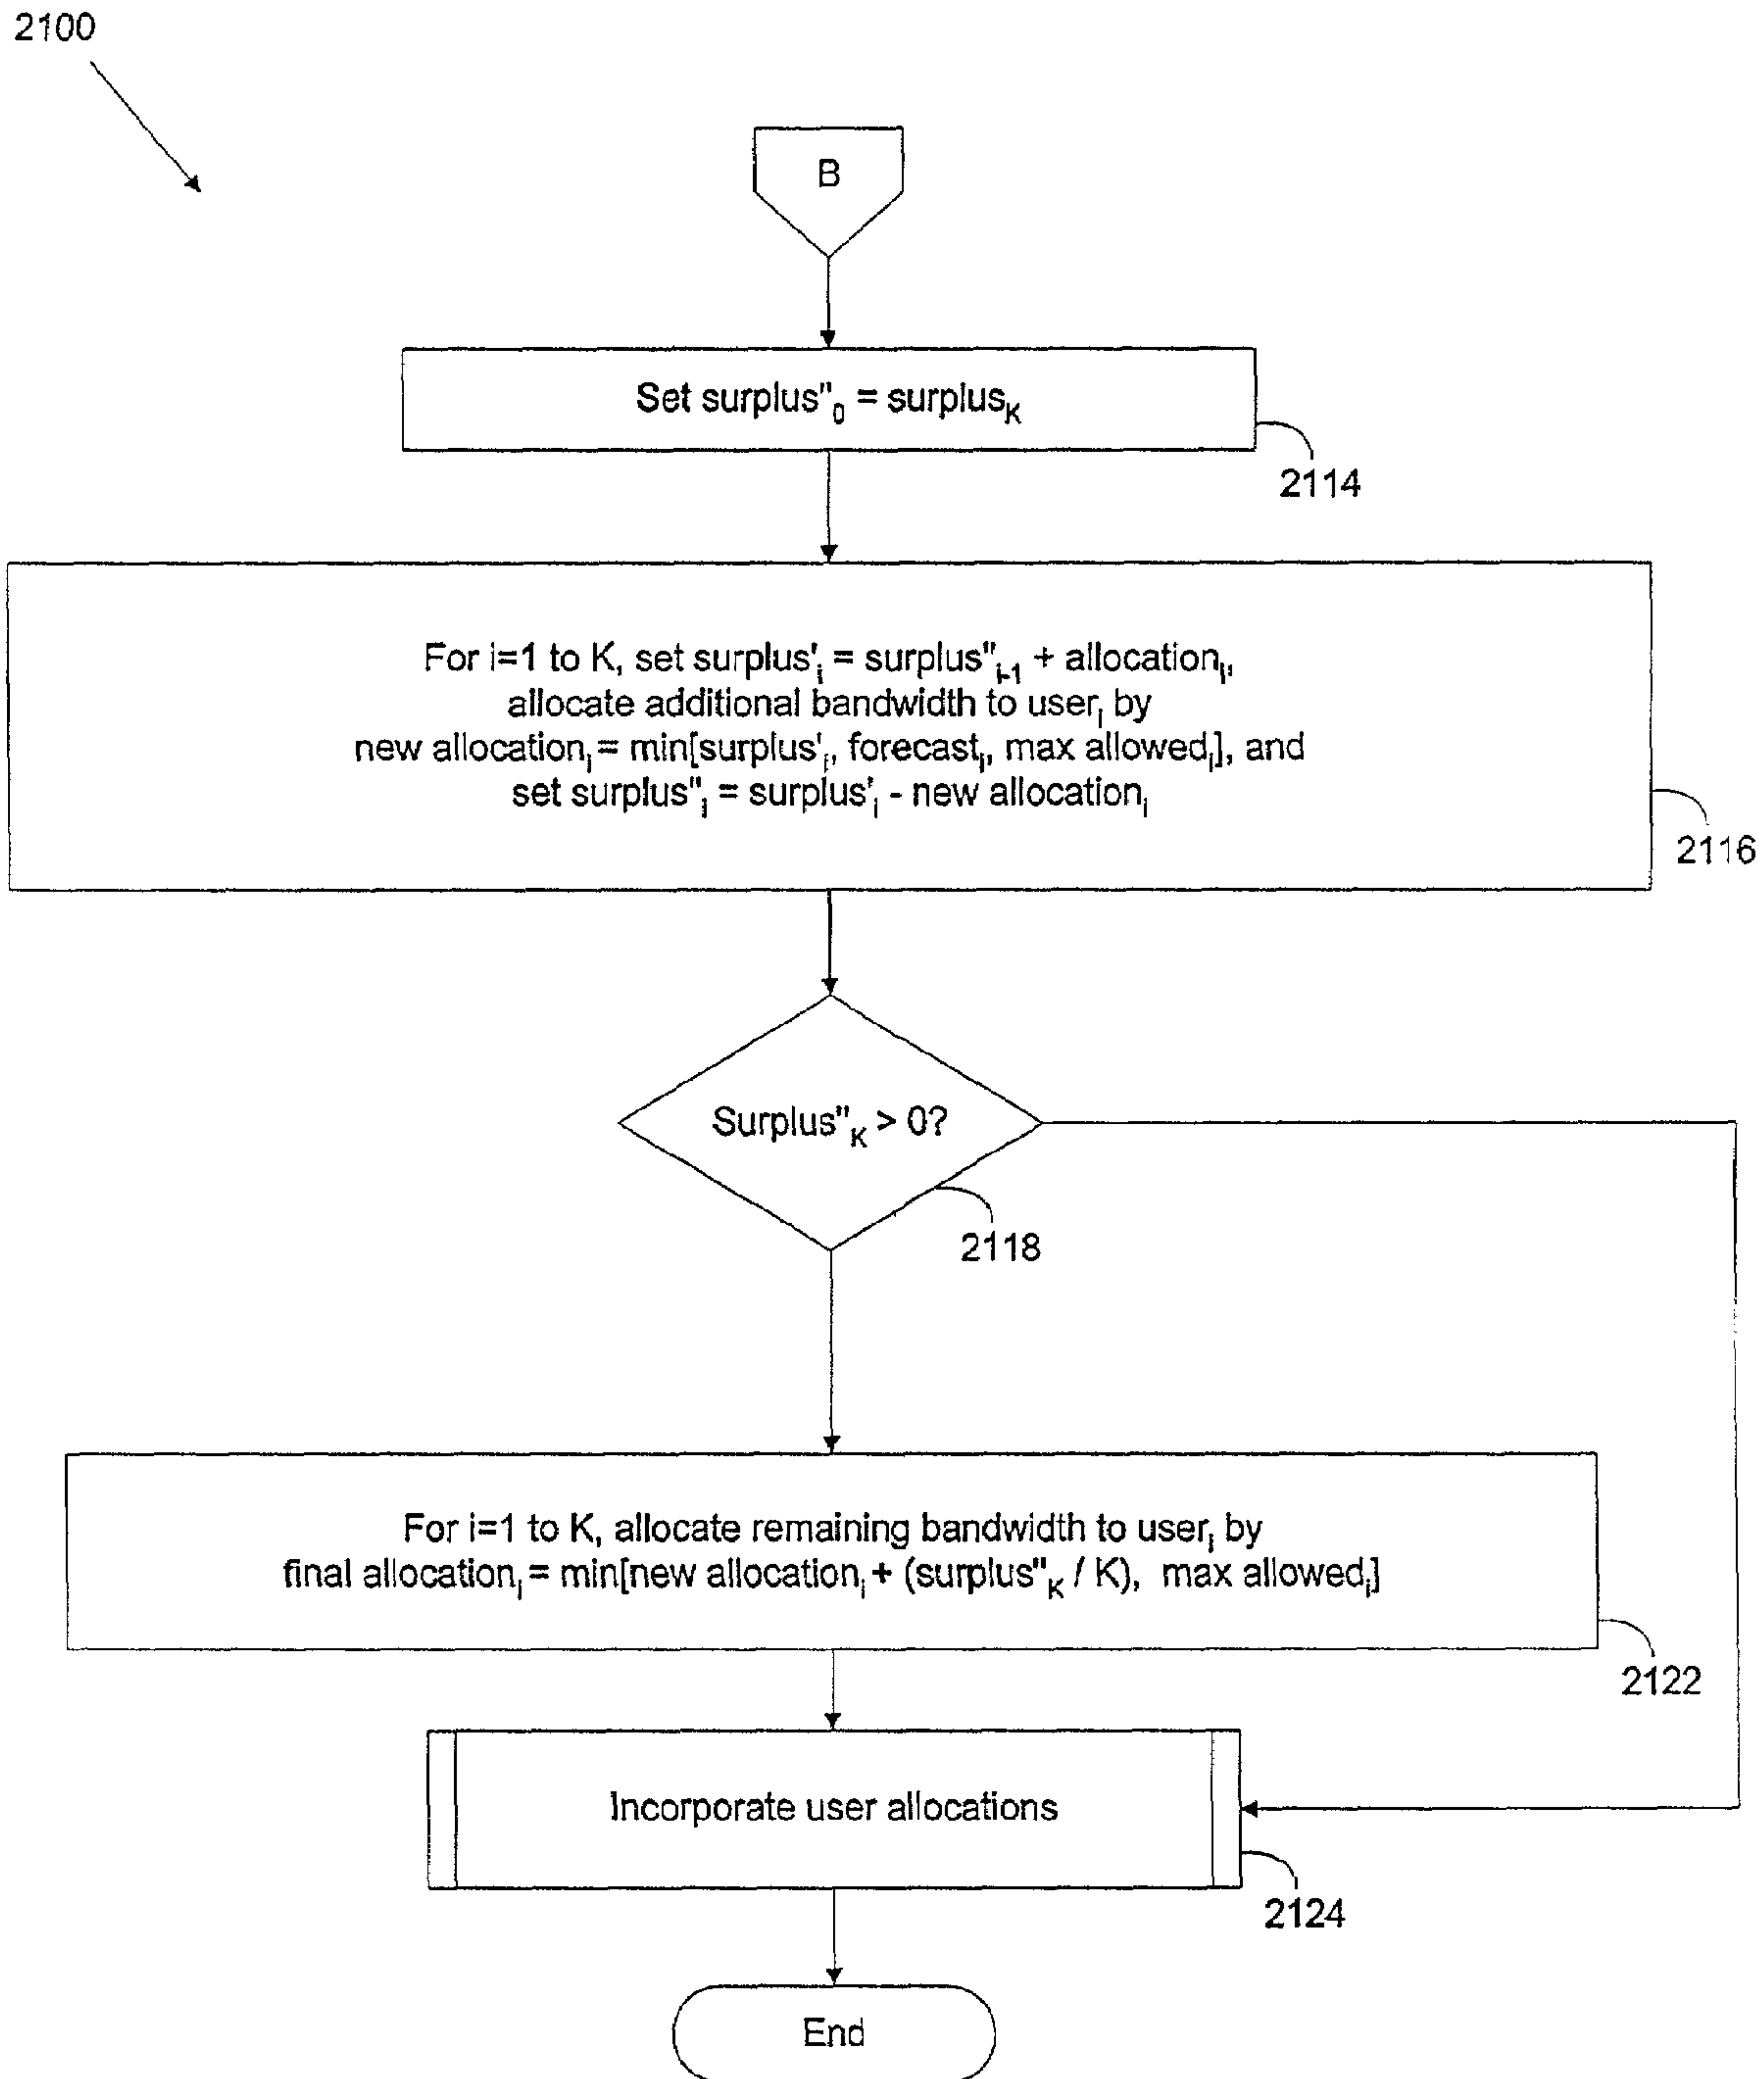 2100
B
Set surplus"₀ = surplusK
2114
For i=1 to K, set surplus'ᵢ = surplus"ᵢ₋₁ + allocationᵢ,
allocate additional bandwidth to userᵢ by
new allocationᵢ = min[surplus'ᵢ, forecastᵢ, max allowedᵢ], and
set surplus"ᵢ = surplus'ᵢ - new allocationᵢ
2116
Surplus"K > 0?
2118
For i=1 to K, allocate remaining bandwidth to userᵢ by
final allocationᵢ = min[new allocationᵢ + (surplus"K / K), max allowedᵢ]
2122
Incorporate user allocations
2124
End